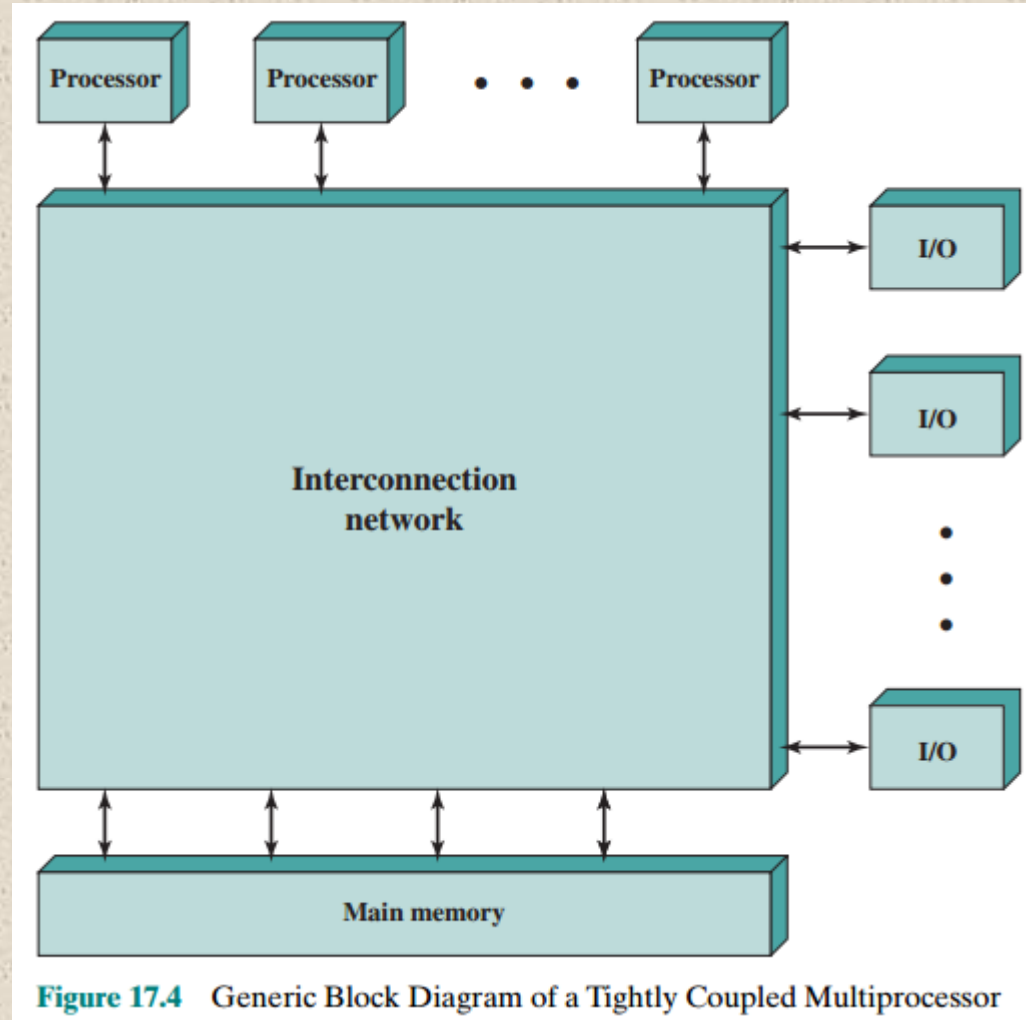 Processor
Processor
Processor
I/O
I/O
Interconnection
network
I/O
Main memory
Figure 17.4 Generic Block Diagram of a Tightly Coupled Multiprocessor